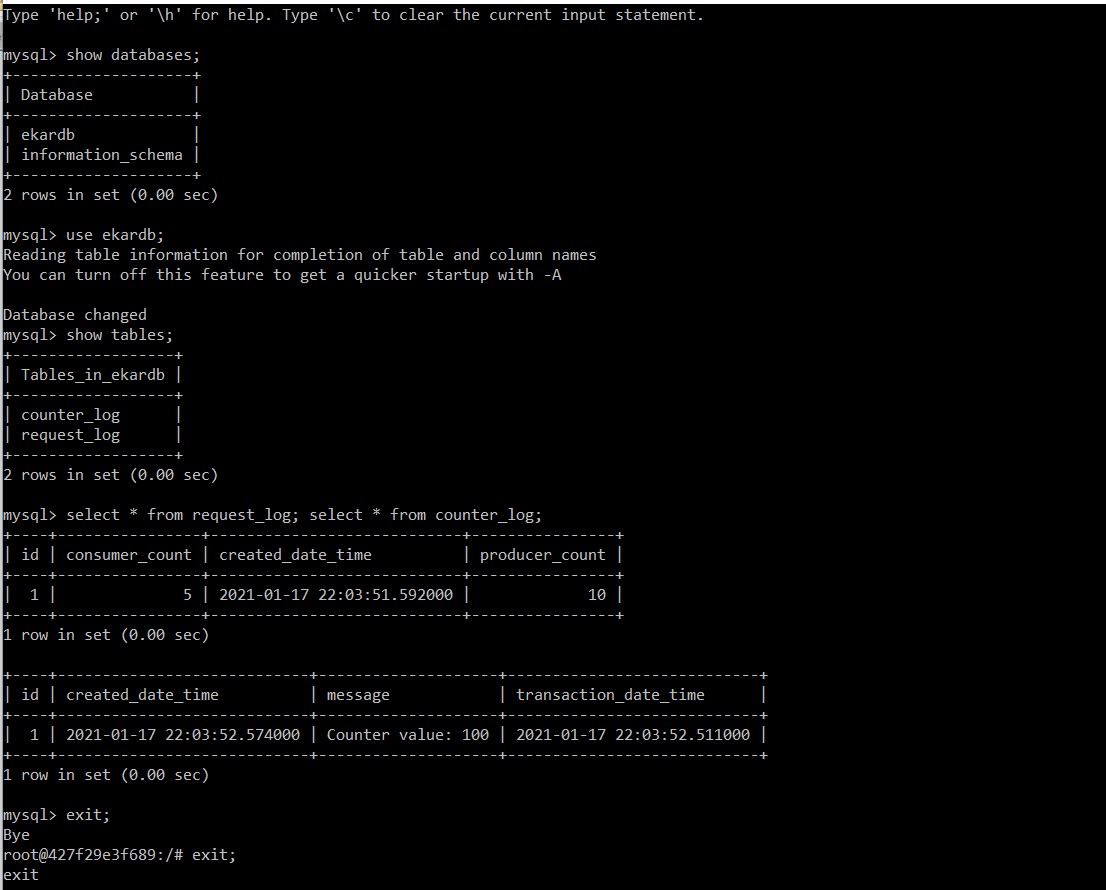 Type 'help;' or '\h' for help. Type '\c' to clear the current input statement.

mysql> show databases;
+--------------------+
| Database           |
+--------------------+
| ekardb             |
| information_schema |
+--------------------+
2 rows in set (0.00 sec)

mysql> use ekardb;
Reading table information for completion of table and column names
You can turn off this feature to get a quicker startup with -A

Database changed
mysql> show tables;
+------------------+
| Tables_in_ekardb |
+------------------+
| counter_log      |
| request_log      |
+------------------+
2 rows in set (0.00 sec)

mysql> select * from request_log; select * from counter_log;
+----+----------------+----------------------------+----------------+
| id | consumer_count | created_date_time          | producer_count |
+----+----------------+----------------------------+----------------+
|  1 |              5 | 2021-01-17 22:03:51.592000 |             10 |
+----+----------------+----------------------------+----------------+
1 row in set (0.00 sec)

+----+----------------------------+--------------------+----------------------------+
| id | created_date_time          | message            | transaction_date_time      |
+----+----------------------------+--------------------+----------------------------+
|  1 | 2021-01-17 22:03:52.574000 | Counter value: 100 | 2021-01-17 22:03:52.511000 |
+----+----------------------------+--------------------+----------------------------+
1 row in set (0.00 sec)

mysql> exit;
Bye
root@427f29e3f689:/# exit;
exit